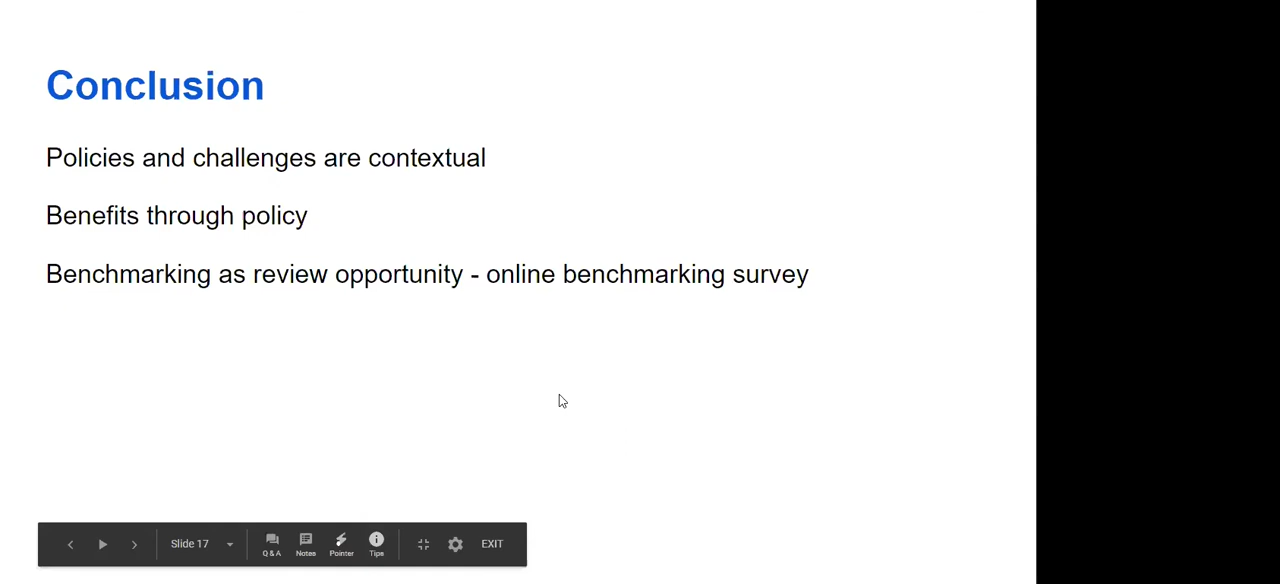 Conclusion
Policies and challenges are contextual
Benefits through policy
Benchmarking as review opportunity - online benchmarking survey
Slide 17
Q & A
Notes
Pointer
Tips
EXIT